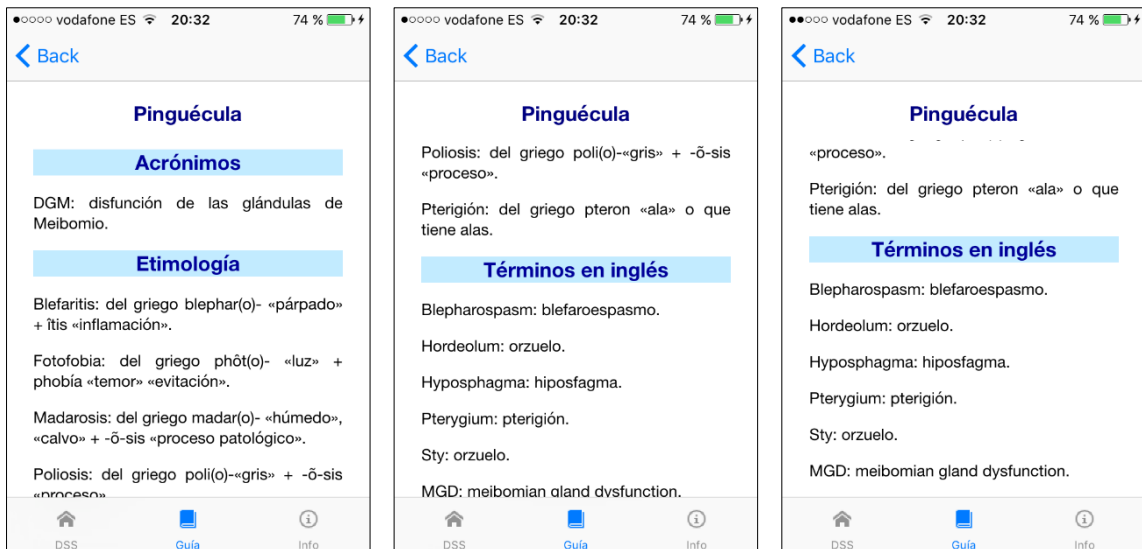 vodafone ES 20:32 74 %
Back
Pinguécula
Acrónimos
DGM: disfunción de las glándulas de
Meibomio.
Etimología
Blefaritis: del griego blephar(o)- «párpado»
+ îtis «inflamación».
Fotofobia: del griego phôt(o)- «luz» +
phobía «temor» «evitación».
Madarosis: del griego madar(o)- «húmedo»,
«calvo» + -õ-sis «proceso patológico».
Poliosis: del griego poli(o)-«gris» + -õ-sis
«proceso»
DSS Guía Info
vodafone ES 20:32 74 %
Back
Pinguécula
Poliosis: del griego poli(o)-«gris» + -õ-sis
«proceso».
Pterigión: del griego pteron «ala» o que
tiene alas.
Términos en inglés
Blepharospasm: blefaroespasmo.
Hordeolum: orzuelo.
Hyposphagma: hiposfagma.
Pterygium: pterigión.
Sty: orzuelo.
MGD: meibomian gland dysfunction.
DSS Guía Info
vodafone ES 20:32 74 %
Back
Pinguécula
«proceso».
Pterigión: del griego pteron «ala» o que
tiene alas.
Términos en inglés
Blepharospasm: blefaroespasmo.
Hordeolum: orzuelo.
Hyposphagma: hiposfagma.
Pterygium: pterigión.
Sty: orzuelo.
MGD: meibomian gland dysfunction.
DSS Guía Info